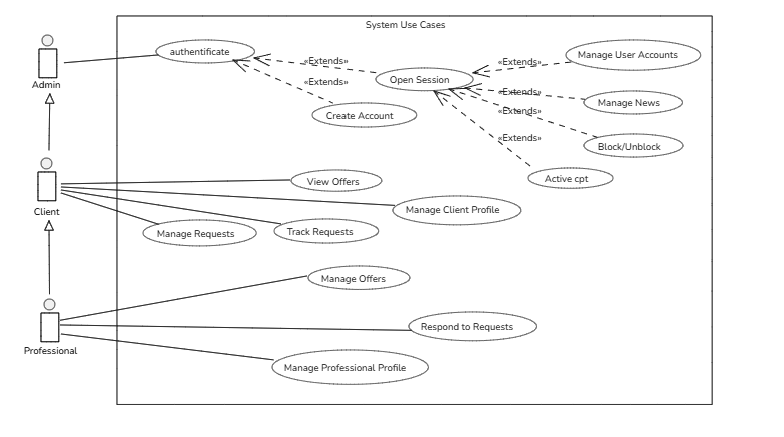 System Use Cases
authentificate
«Extends»
«Extends»
Manage User Accounts
Open Session
«Extends»
Admin
«Extends»
Manage News
Create Account
«Extends»
«Extends»
Block/Unblock
View Offers
Active cpt
Client
Manage Client Profile
Manage Requests
Track Requests
Manage Offers
Respond to Requests
Professional
Manage Professional Profile